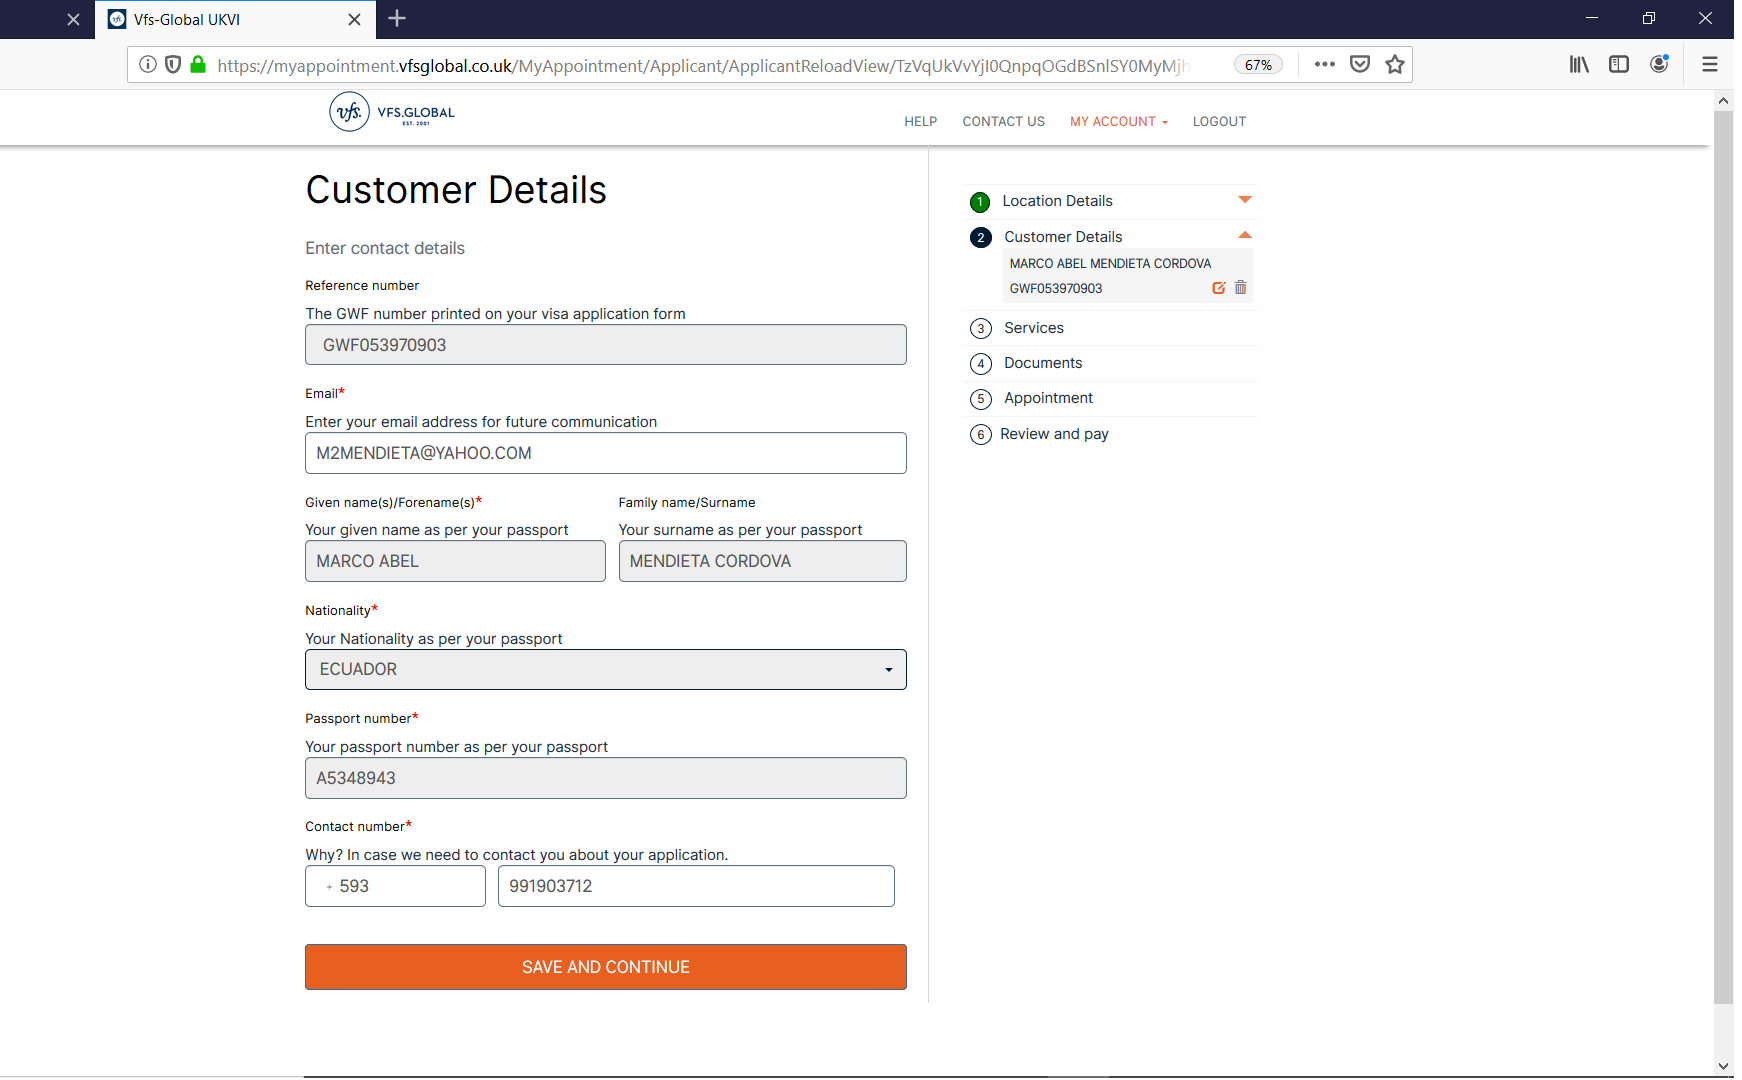 Vfs-Global UKVI
https://myappointment.vfsglobal.co.uk/MyAppointment/Applicant/ApplicantReloadView/
67%
vfs. VFS.GLOBAL
EST. 2001
HELP CONTACT US MY ACCOUNT LOGOUT
Customer Details
Enter contact details
Reference number
The GWF number printed on your visa application form
GWF053970903
Email*
Enter your email address for future communication
M2MENDIETA@YAHOO.COM
Given name(s)/Forename(s)* Family name/Surname
Your given name as per your passport Your surname as per your passport
MARCO ABEL MENDIETA CORDOVA
Nationality*
Your Nationality as per your passport
ECUADOR
Passport number*
Your passport number as per your passport
A5348943
Contact number*
Why? In case we need to contact you about your application.
+ 593 991903712
SAVE AND CONTINUE
1 Location Details
2 Customer Details
MARCO ABEL MENDIETA CORDOVA
GWF053970903
3 Services
4 Documents
5 Appointment
6 Review and pay